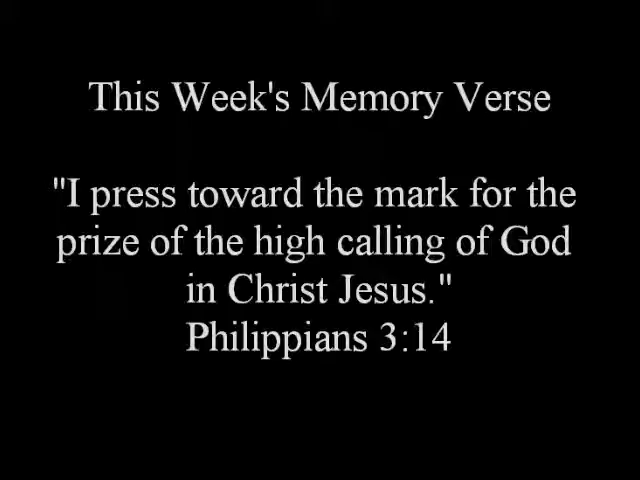 This Week's Memory Verse
"I press toward the mark for the
prize of the high calling of God
in Christ Jesus."
Philippians 3:14